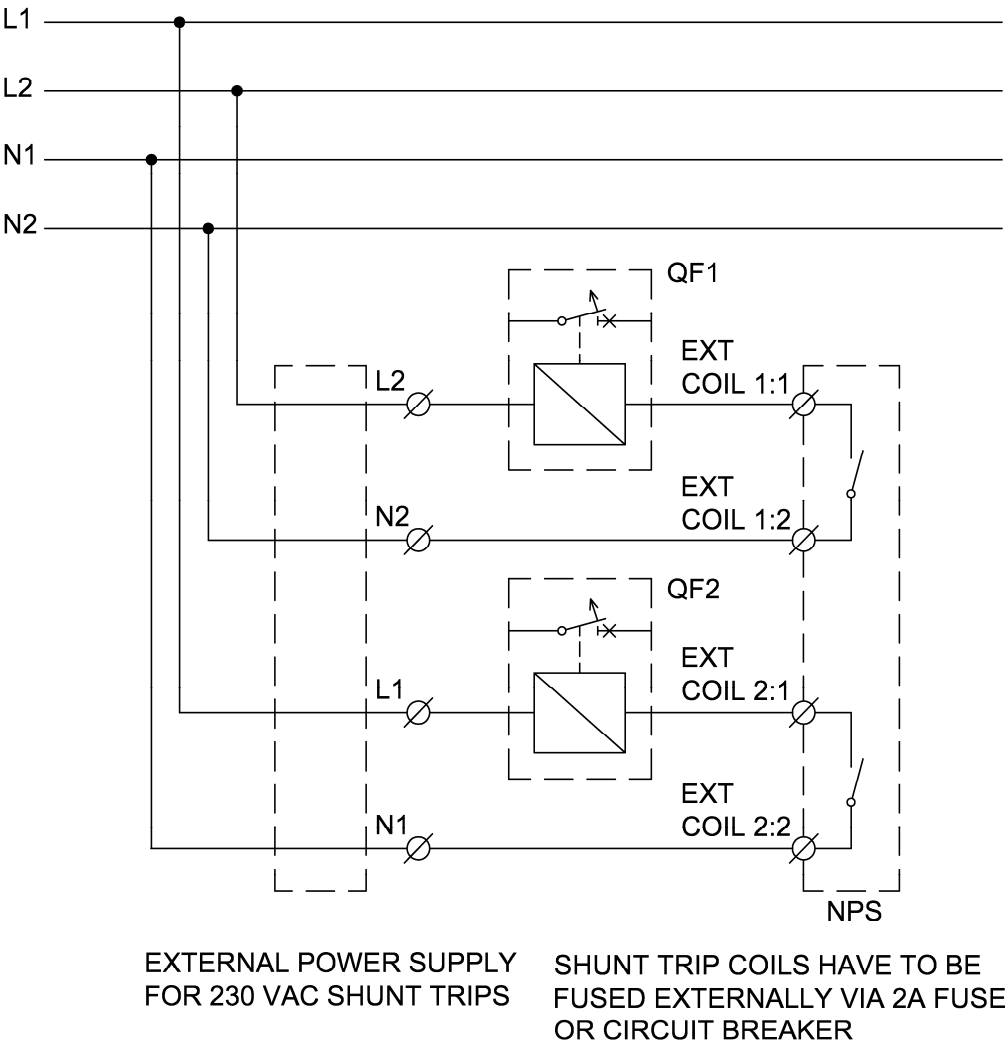 L1
L2
N1
N2
QF1
EXT
L2
COIL 1:1
EXT
N2
COIL 1:2
QF2
EXT
L1
COIL 2:1
EXT
N1
COIL 2:2
NPS
EXTERNAL POWER SUPPLY
FOR 230 VAC SHUNT TRIPS
SHUNT TRIP COILS HAVE TO BE
FUSED EXTERNALLY VIA 2A FUSE
OR CIRCUIT BREAKER